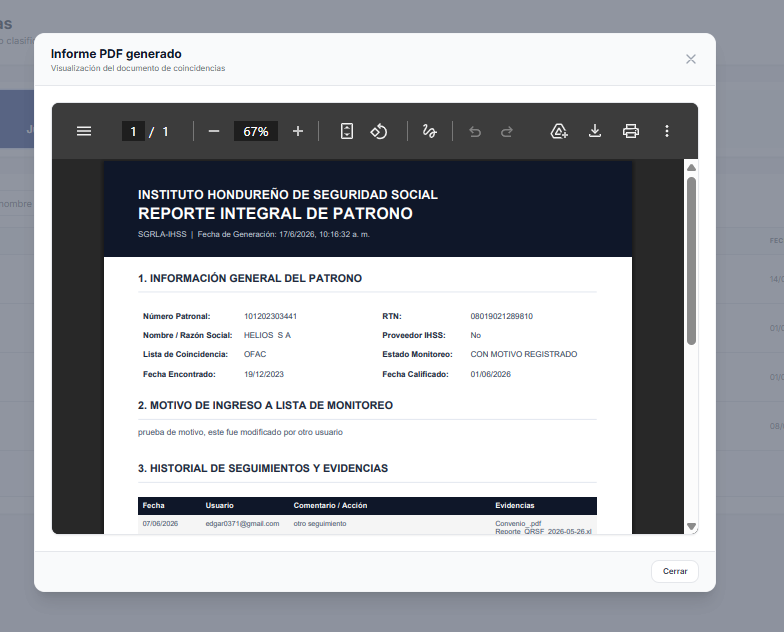 as
Informe PDF generado
o clasifi
Visualización del documento de coincidencias
1 / 1
67%
INSTITUTO HONDUREÑO DE SEGURIDAD SOCIAL
REPORTE INTEGRAL DE PATRONO
SGRLA-IHSS | Fecha de Generación: 17/6/2026, 10:16:32 a. m.
nombre
1. INFORMACIÓN GENERAL DEL PATRONO
FEC
Número Patronal: 101202303441 RTN: 08019021289810
Nombre / Razón Social: HELIOS S A Proveedor IHSS: No
Lista de Coincidencia: OFAC Estado Monitoreo: CON MOTIVO REGISTRADO
Fecha Encontrado: 19/12/2023 Fecha Calificado: 01/06/2026
2. MOTIVO DE INGRESO A LISTA DE MONITOREO
prueba de motivo, este fue modificado por otro usuario
3. HISTORIAL DE SEGUIMIENTOS Y EVIDENCIAS
Fecha Usuario Comentario / Acción Evidencias
07/06/2026 edgar0371@gmail.com otro seguimiento Convenio_.pdf
Reporte_QRSF_2026-05-26.xl
Cerrar